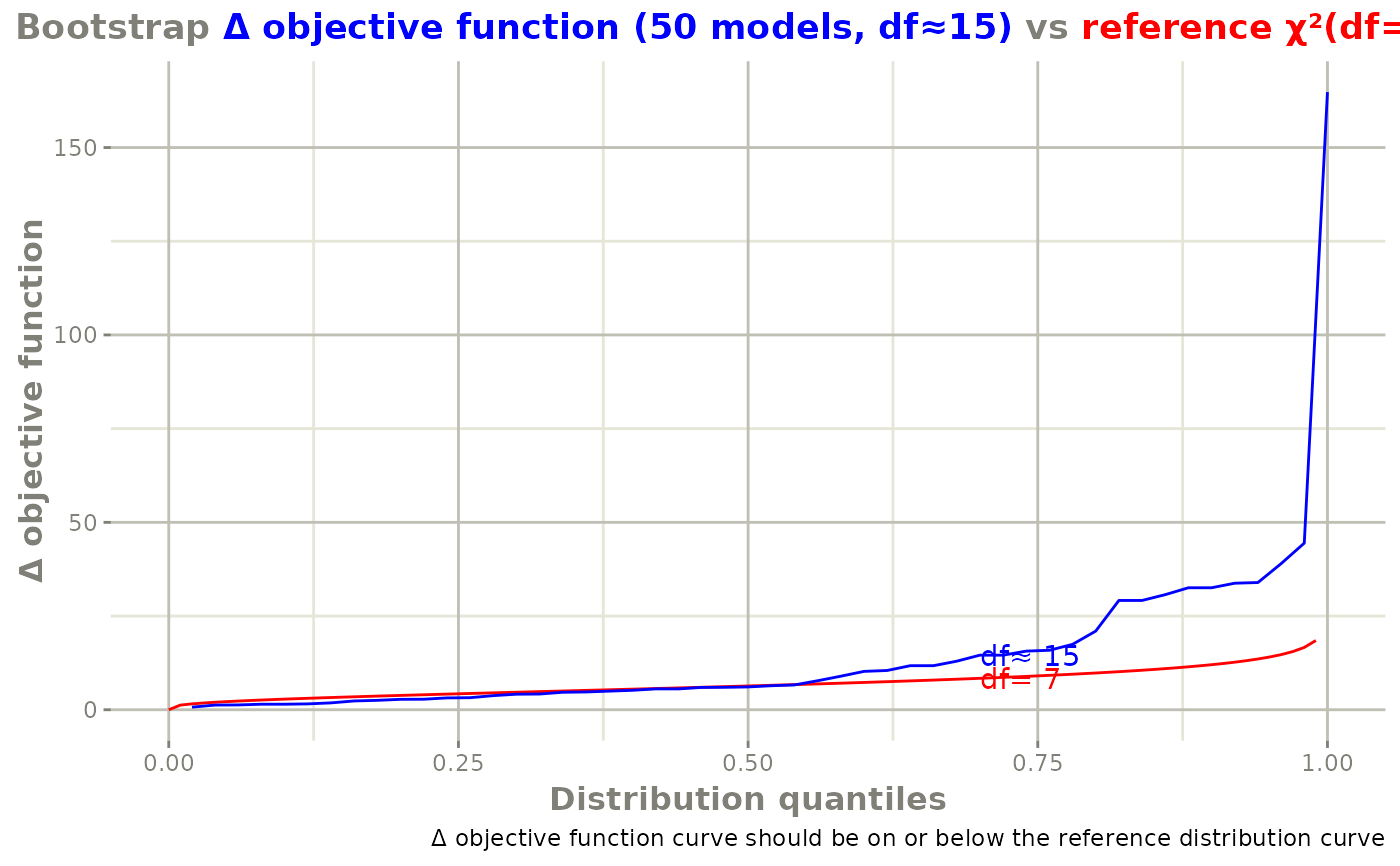 Bootstrap Δ objective function (50 models, df≈15) vs reference χ²(df=
Δ objective function
150
100
50
0
df≈ 15
df= 7
0.00 0.25 0.50 0.75 1.00
Distribution quantiles
Δ objective function curve should be on or below the reference distribution curve